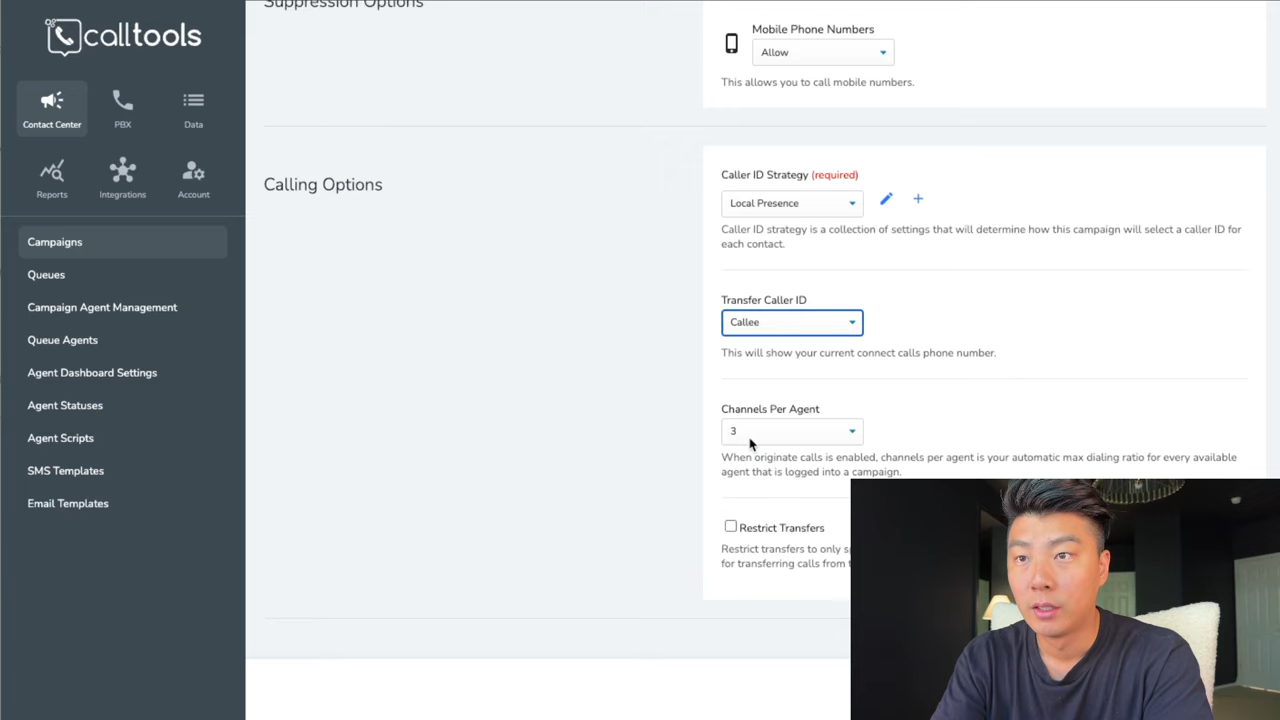 calltools
Contact Center
PBX
Data
Reports
Integrations
Account
Campaigns
Queues
Campaign Agent Management
Queue Agents
Agent Dashboard Settings
Agent Statuses
Agent Scripts
SMS Templates
Email Templates
Suppression Options
Mobile Phone Numbers
Allow
This allows you to call mobile numbers.
Calling Options
Caller ID Strategy (required)
Local Presence
Caller ID strategy is a collection of settings that will determine how this campaign will select a caller ID for
each contact.
Transfer Caller ID
Callee
This will show your current connect calls phone number.
Channels Per Agent
3
When originate calls is enabled, channels per agent is your automatic max dialing ratio for every available
agent that is logged into a campaign.
Restrict Transfers
Restrict transfers to only
for transferring calls from